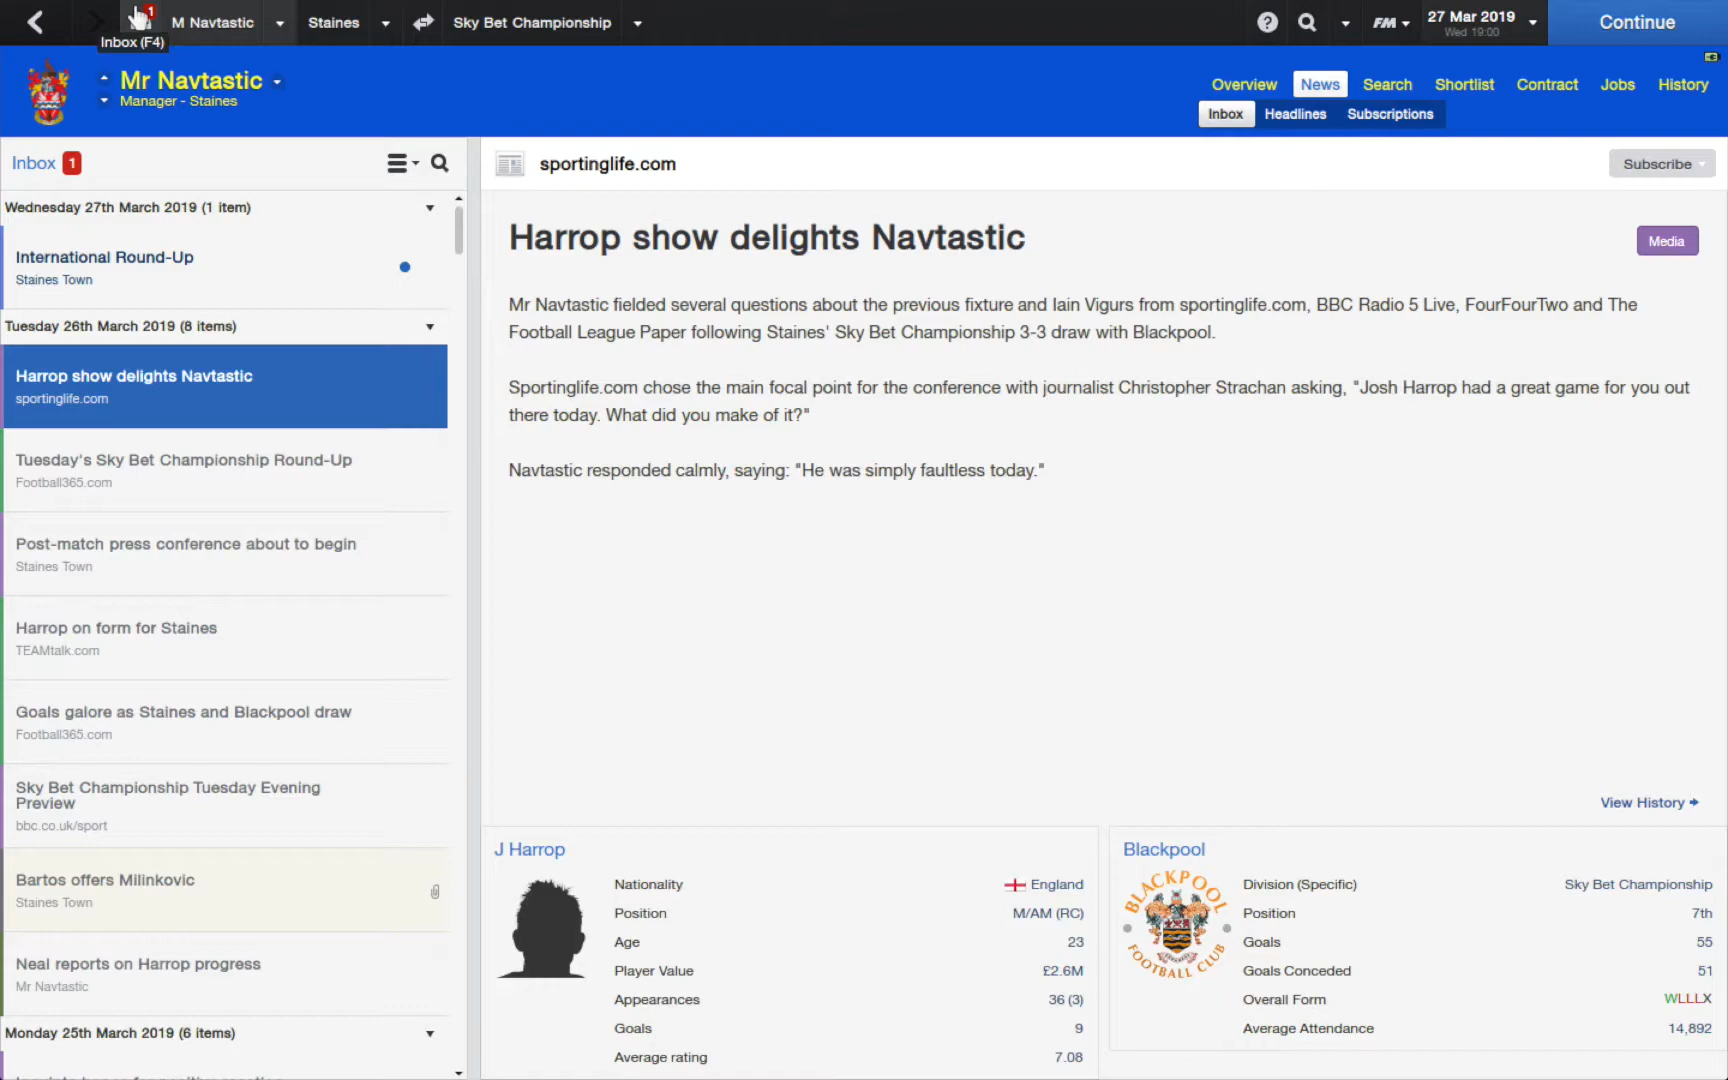 1
M Navtastic
Staines
Sky Bet Championship
FM
27 Mar 2019
Wed 19:00
Continue
Inbox (F4)
Mr Navtastic
Manager - Staines
Overview
News
Search
Shortlist
Contract
Jobs
History
Inbox
Headlines
Subscriptions
Inbox 1
Wednesday 27th March 2019 (1 item)
International Round-Up
Staines Town
Tuesday 26th March 2019 (8 items)
Harrop show delights Navtastic
sportinglife.com
Tuesday's Sky Bet Championship Round-Up
Football365.com
Post-match press conference about to begin
Staines Town
Harrop on form for Staines
TEAMtalk.com
Goals galore as Staines and Blackpool draw
Football365.com
Sky Bet Championship Tuesday Evening
Preview
bbc.co.uk/sport
Bartos offers Milinkovic
Staines Town
Neal reports on Harrop progress
Mr Navtastic
Monday 25th March 2019 (6 items)
sportinglife.com
Subscribe
Harrop show delights Navtastic
Media
Mr Navtastic fielded several questions about the previous fixture and Iain Vigurs from sportinglife.com, BBC Radio 5 Live, FourFourTwo and The
Football League Paper following Staines' Sky Bet Championship 3-3 draw with Blackpool.
Sportinglife.com chose the main focal point for the conference with journalist Christopher Strachan asking, "Josh Harrop had a great game for you out
there today. What did you make of it?"
Navtastic responded calmly, saying: "He was simply faultless today."
View History
J Harrop
Nationality England
Position M/AM (RC)
Age 23
Player Value £2.6M
Appearances 36 (3)
Goals 9
Average rating 7.08
Blackpool
BLACKPOOL
FOOTBALL CLUB
Division (Specific) Sky Bet Championship
Position 7th
Goals 55
Goals Conceded 51
Overall Form WLLLX
Average Attendance 14,892